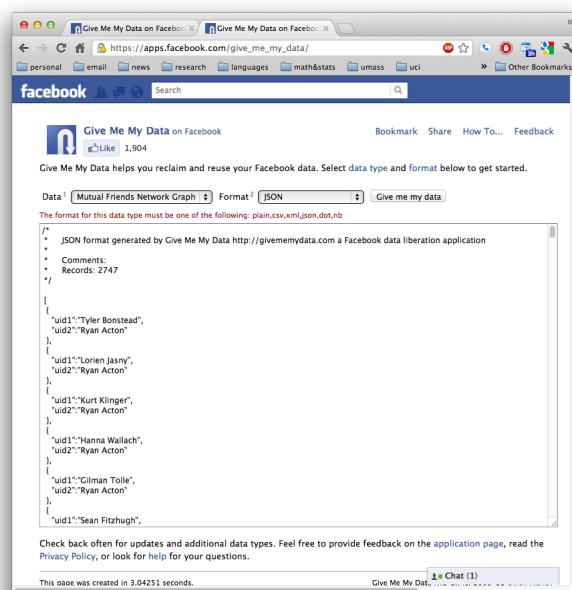 Give Me My Data on Faceboo
Give Me My Data on Faceboo
https://apps.facebook.com/give_me_my_data/
ABP
3h
personal email news research languages math&stats umass uci » Other Bookmarks
facebook Search
Give Me My Data on Facebook
Bookmark Share How To... Feedback
Like 1,904
Give Me My Data helps you reclaim and reuse your Facebook data. Select data type and format below to get started.
Data 1 Mutual Friends Network Graph Format 2 JSON Give me my data
The format for this data type must be one of the following: plain,csv,xml,json,dot,nb
/*
* JSON format generated by Give Me My Data http://givememydata.com a Facebook data liberation application
*
* Comments:
* Records: 2747
*/
[
{
"uid1":"Tyler Bonstead",
"uid2":"Ryan Acton"
},
{
"uid1":"Lorien Jasny",
"uid2":"Ryan Acton"
},
{
"uid1":"Kurt Klinger",
"uid2":"Ryan Acton"
},
{
"uid1":"Hanna Wallach",
"uid2":"Ryan Acton"
},
{
"uid1":"Gilman Tolle",
"uid2":"Ryan Acton"
},
{
"uid1":"Sean Fitzhugh",
Check back often for updates and additional data types. Feel free to provide feedback on the application page, read the
Privacy Policy, or look for help for your questions.
Chat (1)
This page was created in 3.04251 seconds.
Give Me My Data